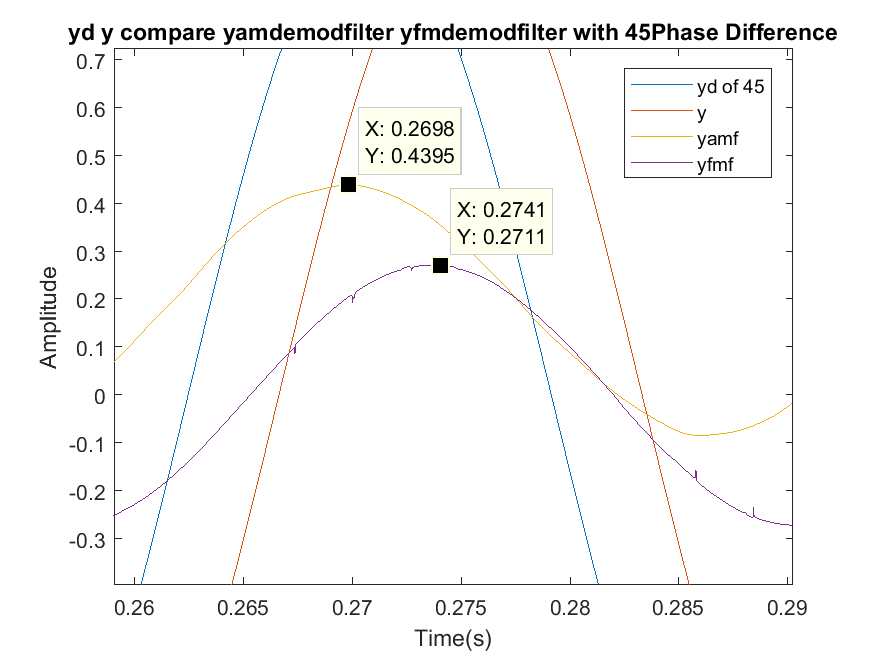 yd y compare yamdemodfilter yfmdemodfilter with 45Phase Difference
0.7
0.6
0.5
0.4
0.3
0.2
0.1
0
-0.1
-0.2
-0.3
Amplitude
X: 0.2698
Y: 0.4395
X: 0.2741
Y: 0.2711
yd of 45
y
yamf
yfmf
0.26
0.265
0.27
0.275
0.28
0.285
0.29
Time(s)